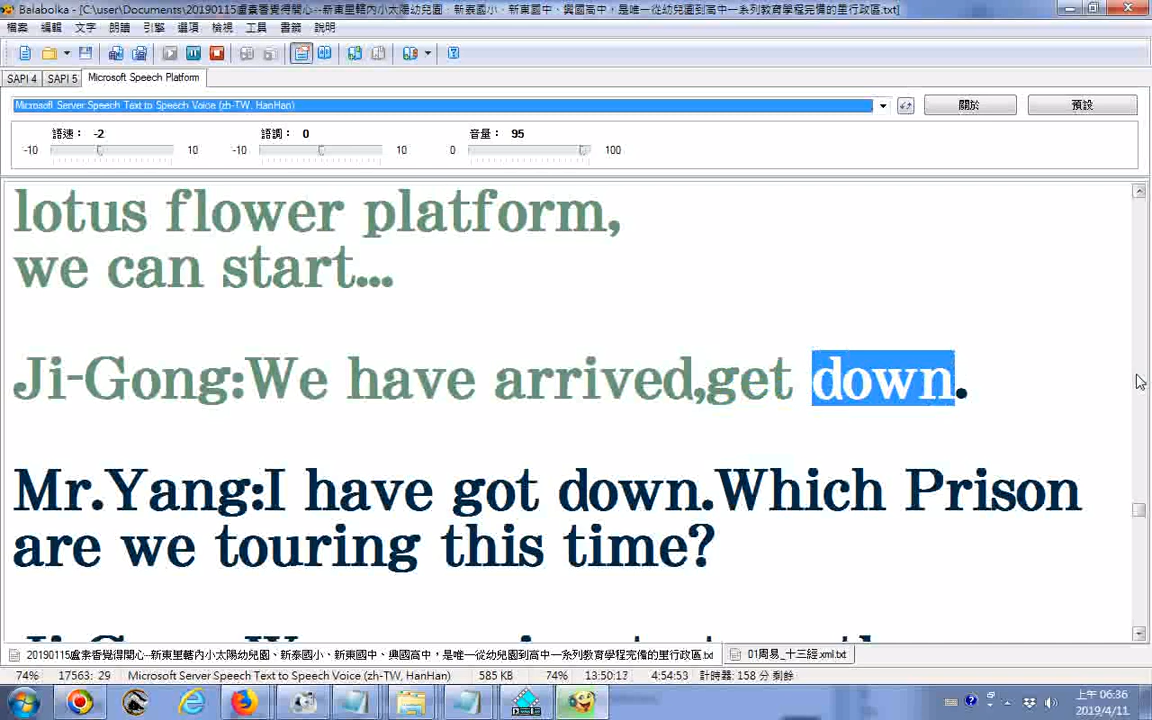 Balabolka - [C:\user\Documents\20190115盧素香覺得開心--新東里轄內小太陽幼兒園、新泰國小、新東國中、興國高中，是唯一從幼兒園到高中一系列教育學程完備的里行政區.txt]
檔案 編輯 文字 朗讀 引擎 選項 檢視 工具 書籤 說明
SAPI 4 SAPI 5 Microsoft Speech Platform
Microsoft Server Speech Text to Speech Voice (zh-TW, HanHan)
關於 預設
語速： -2 語調： 0 音量： 95
-10 10 -10 10 0 100
lotus flower platform,
we can start...
Ji-Gong:We have arrived,get down.
Mr.Yang:I have got down.Which Prison
are we touring this time?
20190115盧素香覺得開心--新東里轄內小太陽幼兒園、新泰國小、新東國中、興國高中，是唯一從幼兒園到高中一系列教育學程完備的里行政區.txt 01周易_十三經.xml.txt
74% 17563: 29 Microsoft Server Speech Text to Speech Voice (zh-TW, HanHan) 585 KB 74% 13:50:13 4:54:53 計時器: 158 分 剩餘
上午 06:36
2019/4/11